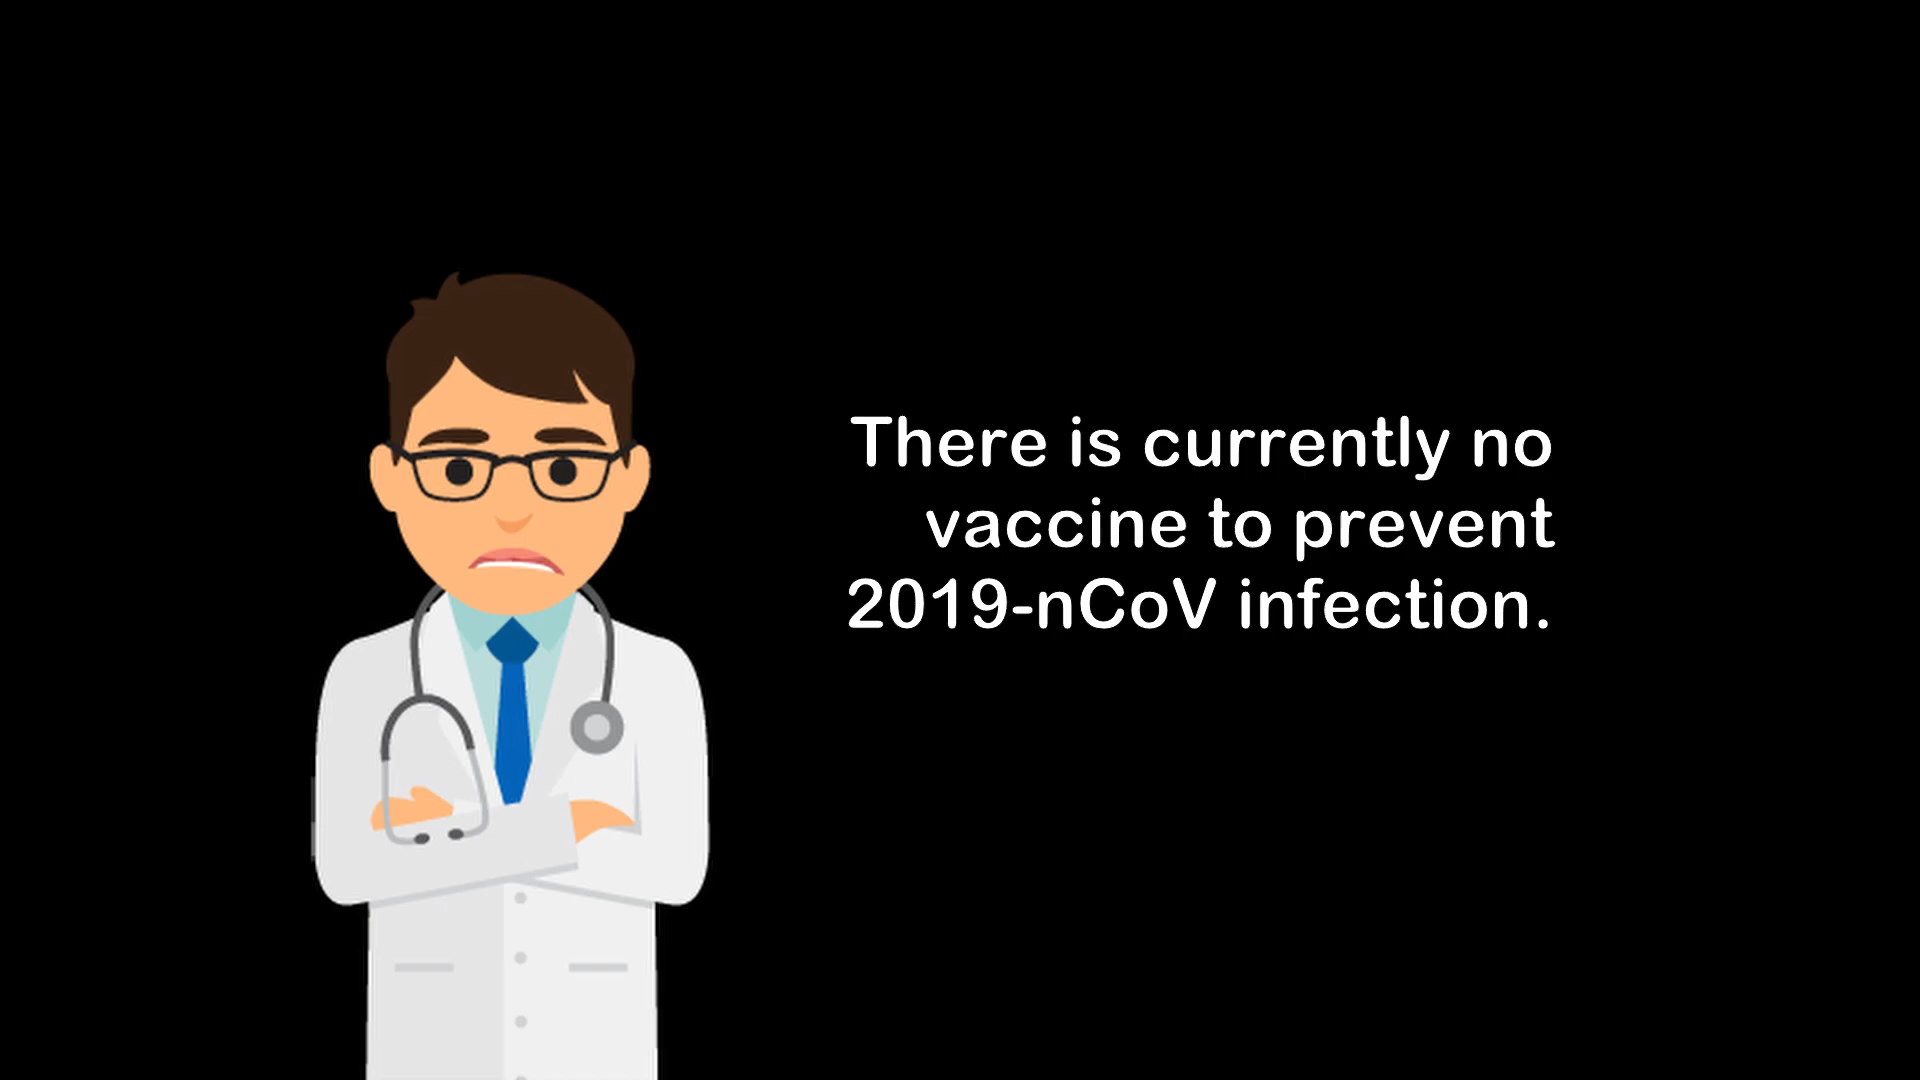 There is currently no
vaccine to prevent
2019-nCoV infection.